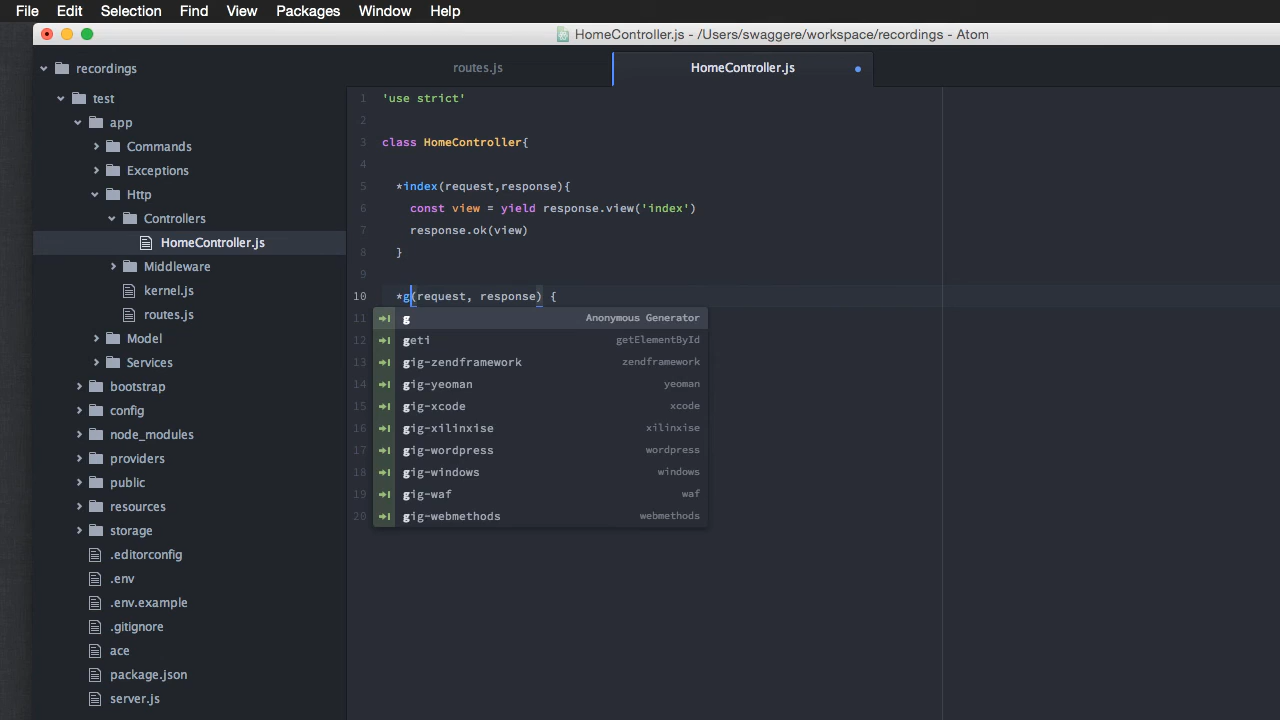 File Edit Selection Find View Packages Window Help
HomeController.js - /Users/swaggere/workspace/recordings - Atom
recordings
test
app
Commands
Exceptions
Http
Controllers
HomeController.js
Middleware
kernel.js
routes.js
Model
Services
bootstrap
config
node_modules
providers
public
resources
storage
.editorconfig
.env
.env.example
.gitignore
ace
package.json
server.js
routes.js HomeController.js
1 'use strict'
2
3 class HomeController{
4
5 *index(request,response){
6 const view = yield response.view('index')
7 response.ok(view)
8 }
9
10 *g(request, response) {
11 g Anonymous Generator
12 geti getElementById
13 gig-zendframework zendframework
14 gig-yeoman yeoman
15 gig-xcode xcode
16 gig-xilinxise xilinxise
17 gig-wordpress wordpress
18 gig-windows windows
19 gig-waf waf
20 gig-webmethods webmethods